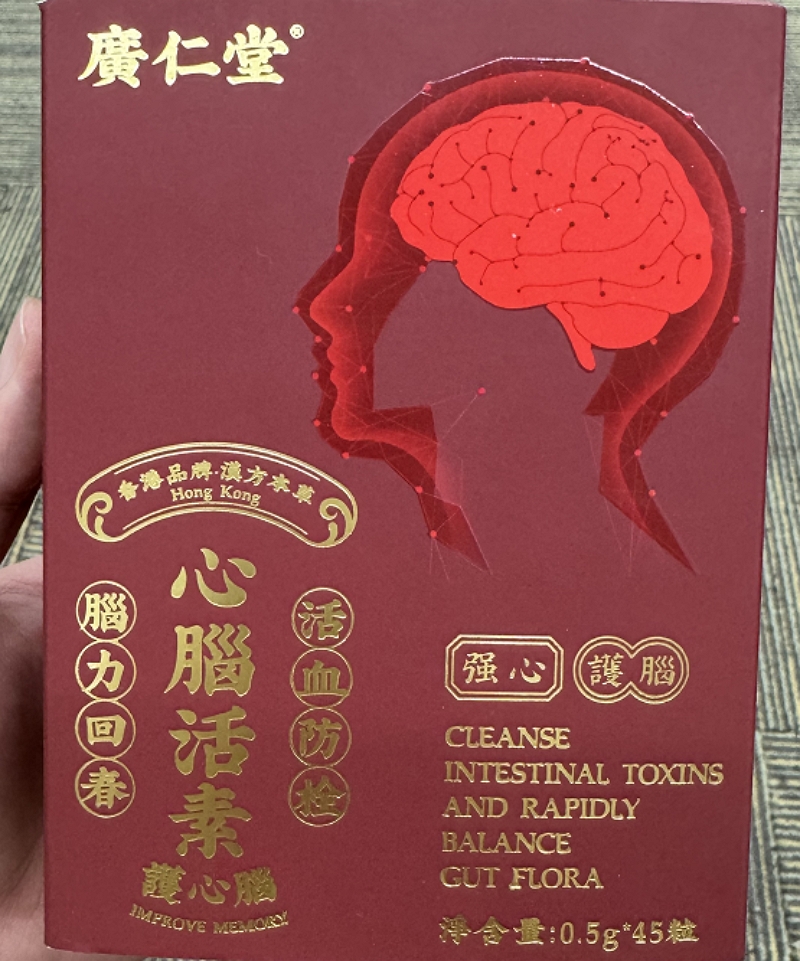 廣仁堂®
香港品牌·漢方本草
Hong Kong
心腦活素
腦力回春
活血防栓
護心腦
IMPROVE MEMORY
强心
護腦
CLEANSE
INTESTINAL TOXINS
AND RAPIDLY
BALANCE
GUT FLORA
淨含量:0.5g*45粒